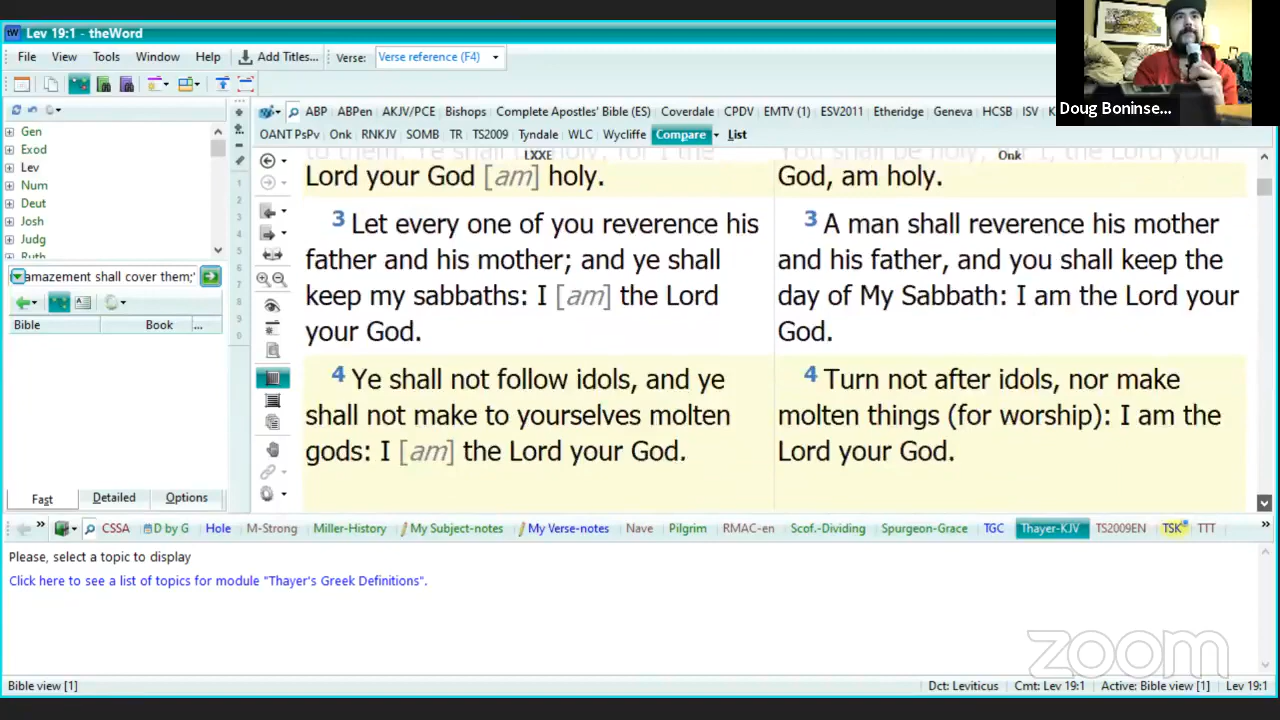 Lev 19:1 - theWord
File View Tools Window Help Add Titles... Verse: Verse reference (F4)
Doug Boninse...
Gen
Exod
Lev
Num
Deut
Josh
Judg
Ruth
amazement shall cover them;'
Bible Book ...
Fast Detailed Options
ABP ABPen AKJV/PCE Bishops Complete Apostles' Bible (ES) Coverdale CPDV EMTV (1) ESV2011 Etheridge Geneva HCSB ISV
OANT PsPv Onk RNKJV SOMB TR TS2009 Tyndale WLC Wycliffe Compare List
LXXE
Lord your God [am] holy.
3 Let every one of you reverence his
father and his mother; and ye shall
keep my sabbaths: I [am] the Lord
your God.
4 Ye shall not follow idols, and ye
shall not make to yourselves molten
gods: I [am] the Lord your God.
Onk
God, am holy.
3 A man shall reverence his mother
and his father, and you shall keep the
day of My Sabbath: I am the Lord your
God.
4 Turn not after idols, nor make
molten things (for worship): I am the
Lord your God.
CSSA D by G Hole M-Strong Miller-History My Subject-notes My Verse-notes Nave Pilgrim RMAC-en Scof.-Dividing Spurgeon-Grace TGC Thayer-KJV TS2009EN TSK TTT
Please, select a topic to display
Click here to see a list of topics for module "Thayer's Greek Definitions".
zoom
Bible view [1] Dct: Leviticus Cmt: Lev 19:1 Active: Bible view [1] Lev 19:1